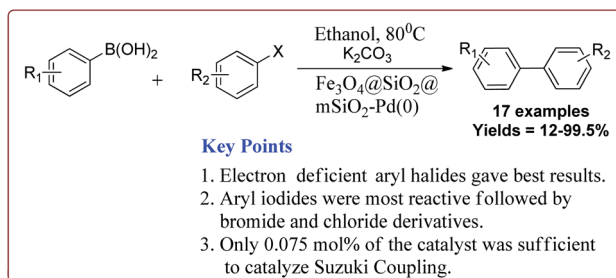 R₁
B(OH)₂
+
R₂
X
Ethanol, 80⁰C
K₂CO₃
Fe₃O₄@SiO₂@
mSiO₂-Pd(0)
R₁
R₂
17 examples
Yields = 12-99.5%
Key Points
1. Electron deficient aryl halides gave best results.
2. Aryl iodides were most reactive followed by
bromide and chloride derivatives.
3. Only 0.075 mol% of the catalyst was sufficient
to catalyze Suzuki Coupling.